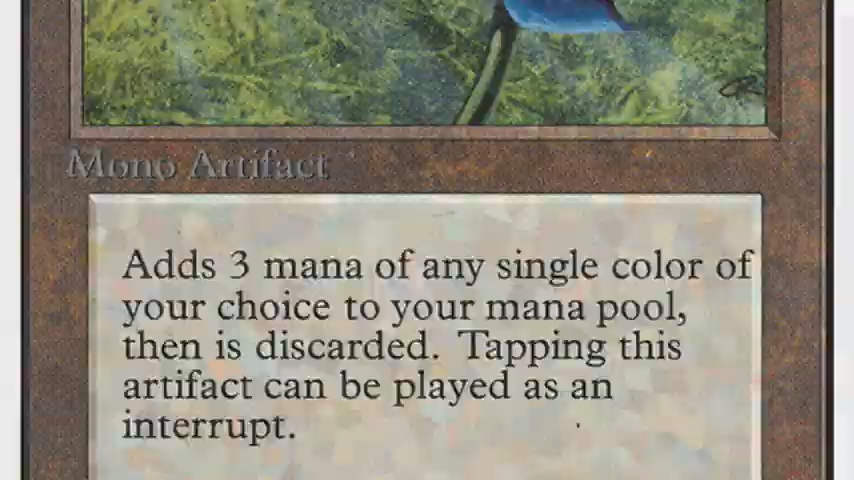 Mono Artifact
Adds 3 mana of any single color of
your choice to your mana pool,
then is discarded. Tapping this
artifact can be played as an
interrupt.